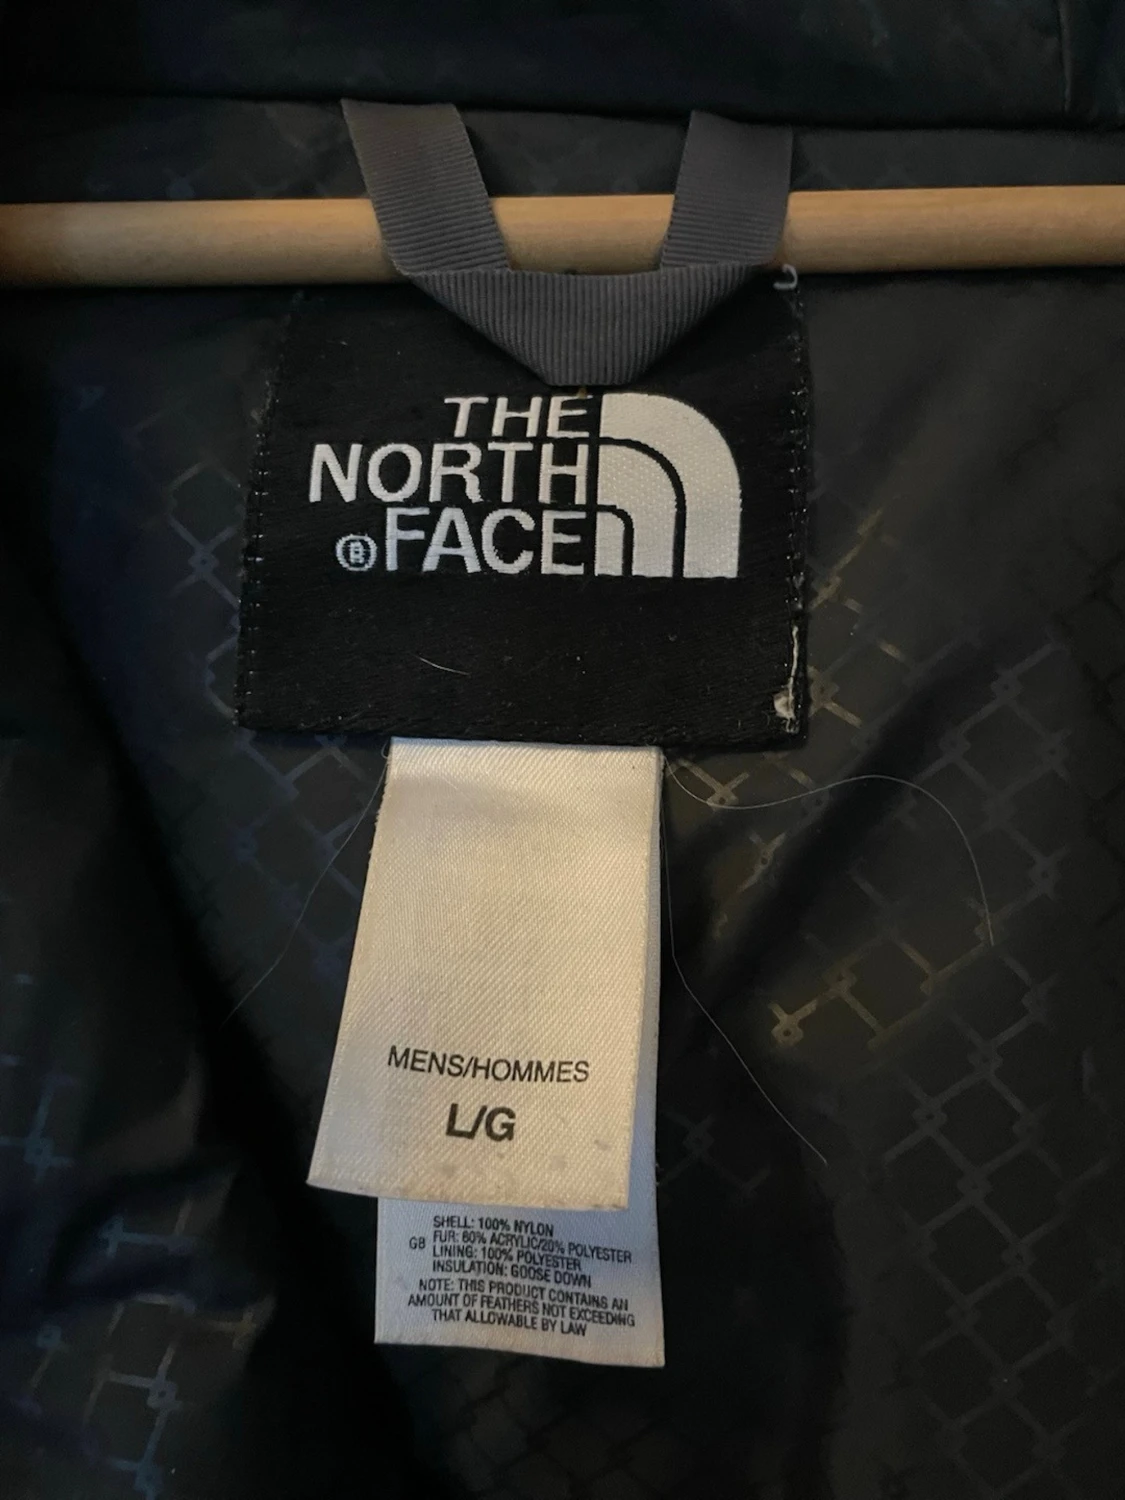 THE
NORTH
®FACE
MENS/HOMMES
L/G
SHELL: 100% NYLON
GB FUR: 80% ACRYLIC/20% POLYESTER
LINING: 100% POLYESTER
INSULATION: GOOSE DOWN
NOTE: THIS PRODUCT CONTAINS AN
AMOUNT OF FEATHERS NOT EXCEEDING
THAT ALLOWABLE BY LAW